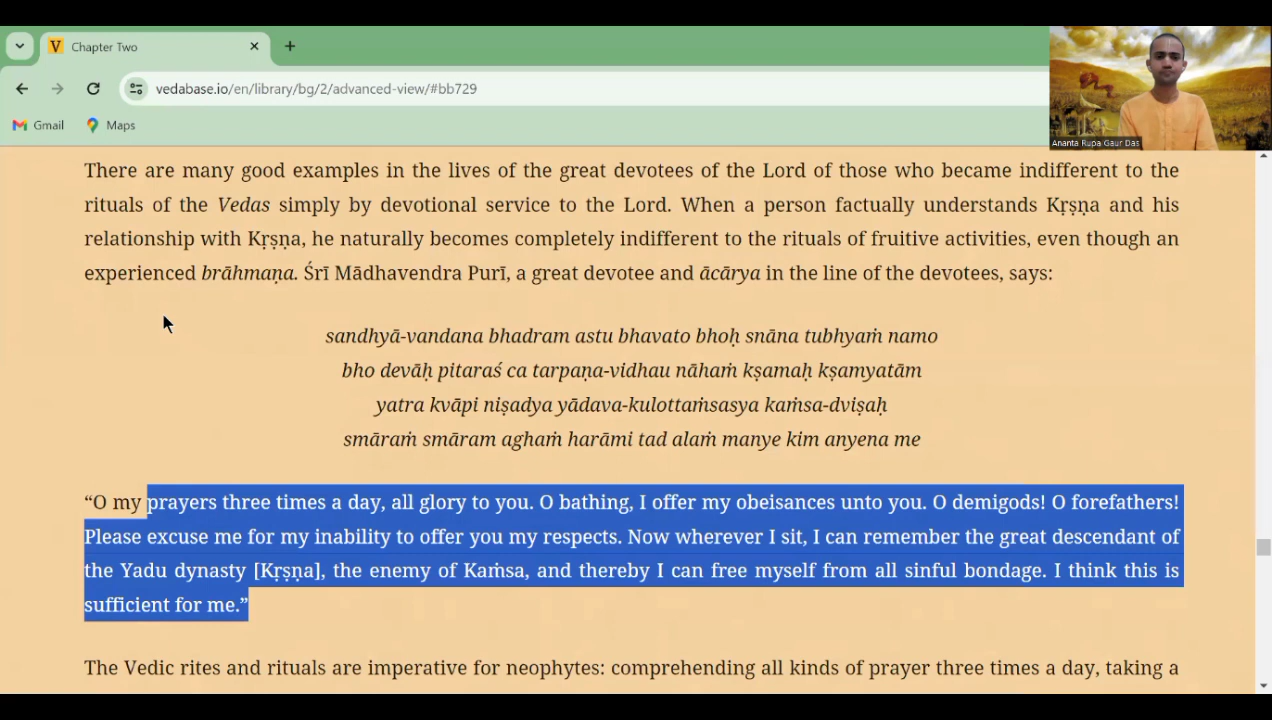 V Chapter Two
vedabase.io/en/library/bg/2/advanced-view/#bb729
Gmail Maps
Ananta Rupa Gaur Das
There are many good examples in the lives of the great devotees of the Lord of those who became indifferent to the
rituals of the Vedas simply by devotional service to the Lord. When a person factually understands Kṛṣṇa and his
relationship with Kṛṣṇa, he naturally becomes completely indifferent to the rituals of fruitive activities, even though an
experienced brāhmaṇa. Śrī Mādhavendra Purī, a great devotee and ācārya in the line of the devotees, says:
sandhyā-vandana bhadram astu bhavato bhoḥ snāna tubhyaṁ namo
bho devāḥ pitaraś ca tarpaṇa-vidhau nāhaṁ kṣamaḥ kṣamyatām
yatra kvāpi niṣadya yādava-kulottaṁsasya kaṁsa-dviṣaḥ
smāraṁ smāram aghaṁ harāmi tad alaṁ manye kim anyena me
“O my prayers three times a day, all glory to you. O bathing, I offer my obeisances unto you. O demigods! O forefathers!
Please excuse me for my inability to offer you my respects. Now wherever I sit, I can remember the great descendant of
the Yadu dynasty [Kṛṣṇa], the enemy of Kaṁsa, and thereby I can free myself from all sinful bondage. I think this is
sufficient for me.”
The Vedic rites and rituals are imperative for neophytes: comprehending all kinds of prayer three times a day, taking a